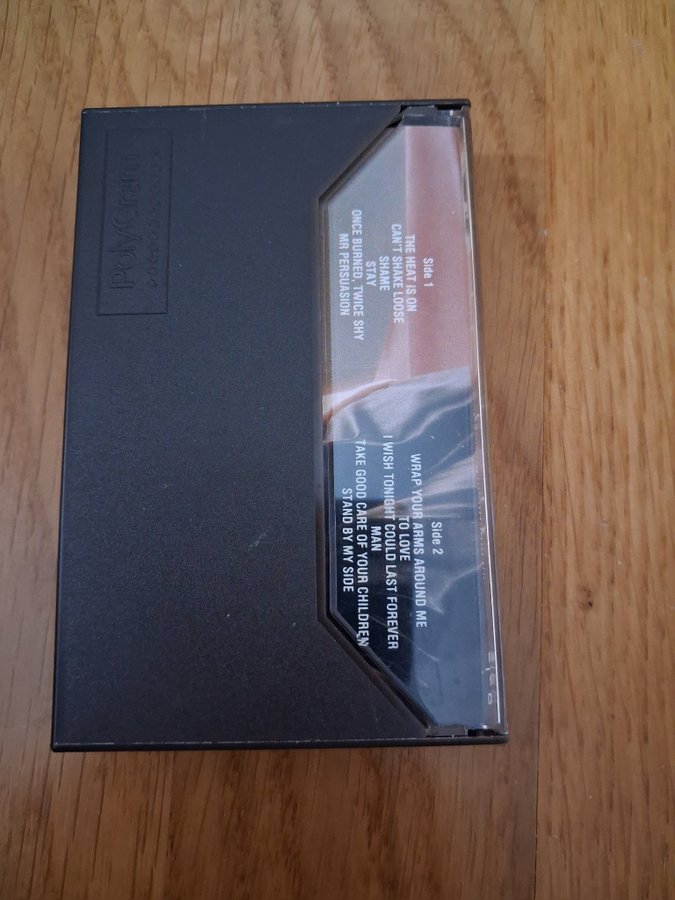 Side 1
THE HEAT IS ON
CAN'T SHAKE LOOSE
SHAME
STAY
ONCE BURNED, TWICE SHY
MR PERSUASION
Side 2
WRAP YOUR ARMS AROUND ME
TO LOVE
I WISH TONIGHT COULD LAST FOREVER
MAN
TAKE GOOD CARE OF YOUR CHILDREN
STAND BY MY SIDE
polyGram